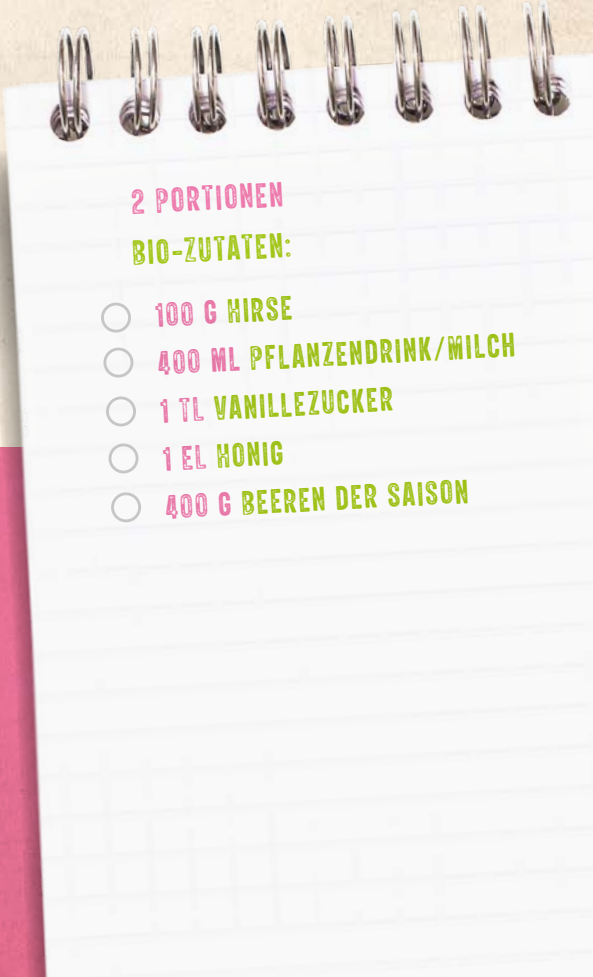 2 PORTIONEN
BIO-ZUTATEN:
100 G HIRSE
400 ML PFLANZENDRINK/MILCH
1 TL VANILLEZUCKER
1 EL HONIG
400 G BEEREN DER SAISON